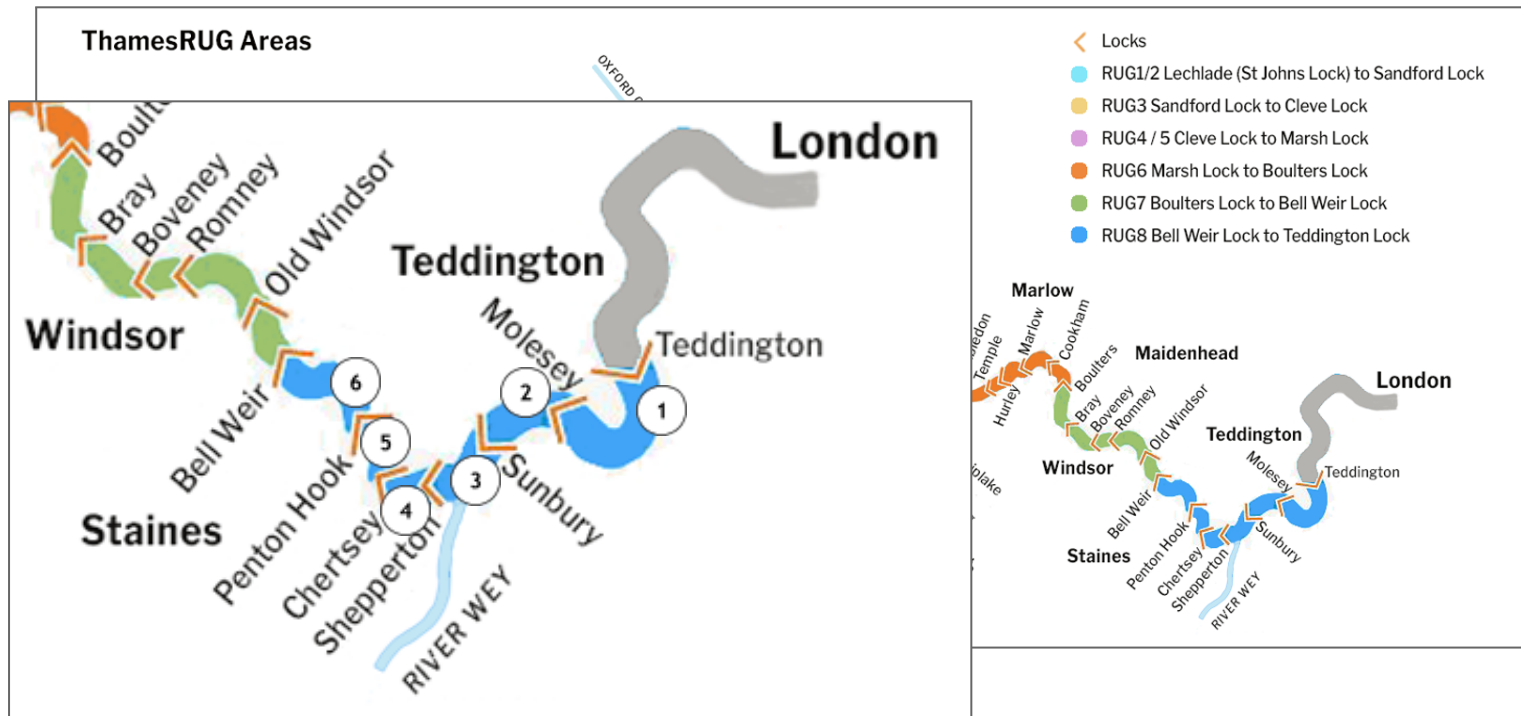 ThamesRUG Areas
OXFORD
Locks
RUG1/2 Lechlade (St Johns Lock) to Sandford Lock
RUG3 Sandford Lock to Cleve Lock
RUG4 / 5 Cleve Lock to Marsh Lock
RUG6 Marsh Lock to Boulters Lock
RUG7 Boulters Lock to Bell Weir Lock
RUG8 Bell Weir Lock to Teddington Lock
Bray
Boveney
Romney
Old Windsor
London
Teddington
Windsor
Molesey
Teddington
6
2
1
Bell Weir
5
3
Sunbury
4
Staines
Penton Hook
Chertsey
Shepperton
RIVER WEY
Marlow
Temple
Marlow
Cookham
Hurley
Maidenhead
Boulters
London
Bray
Boveney
Romney
Old Windsor
Teddington
Windsor
Molesey
Teddington
Bell Weir
Sunbury
Staines
Penton Hook
Chertsey
Shepperton
RIVER WEY